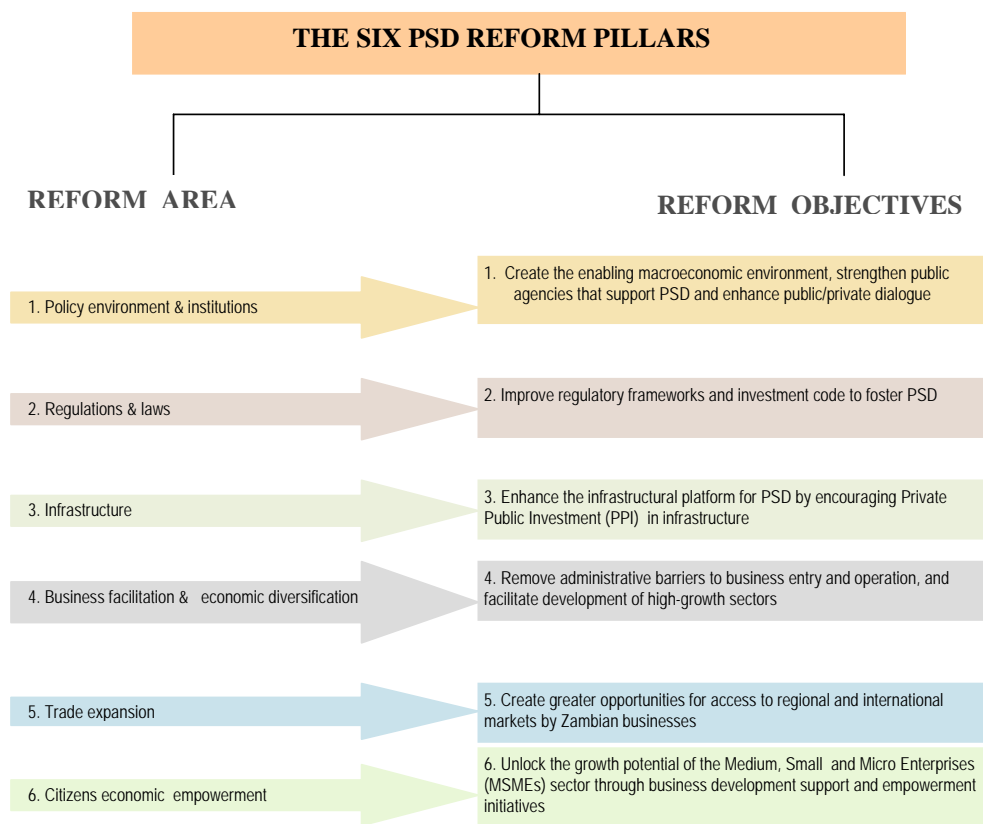 THE SIX PSD REFORM PILLARS
REFORM AREA
REFORM OBJECTIVES
1. Policy environment & institutions
1. Create the enabling macroeconomic environment, strengthen public
agencies that support PSD and enhance public/private dialogue
2. Regulations & laws
2. Improve regulatory frameworks and investment code to foster PSD
3. Infrastructure
3. Enhance the infrastructural platform for PSD by encouraging Private
Public Investment (PPI) in infrastructure
4. Business facilitation & economic diversification
4. Remove administrative barriers to business entry and operation, and
facilitate development of high-growth sectors
5. Trade expansion
5. Create greater opportunities for access to regional and international
markets by Zambian businesses
6. Citizens economic empowerment
6. Unlock the growth potential of the Medium, Small and Micro Enterprises
(MSMEs) sector through business development support and empowerment
initiatives